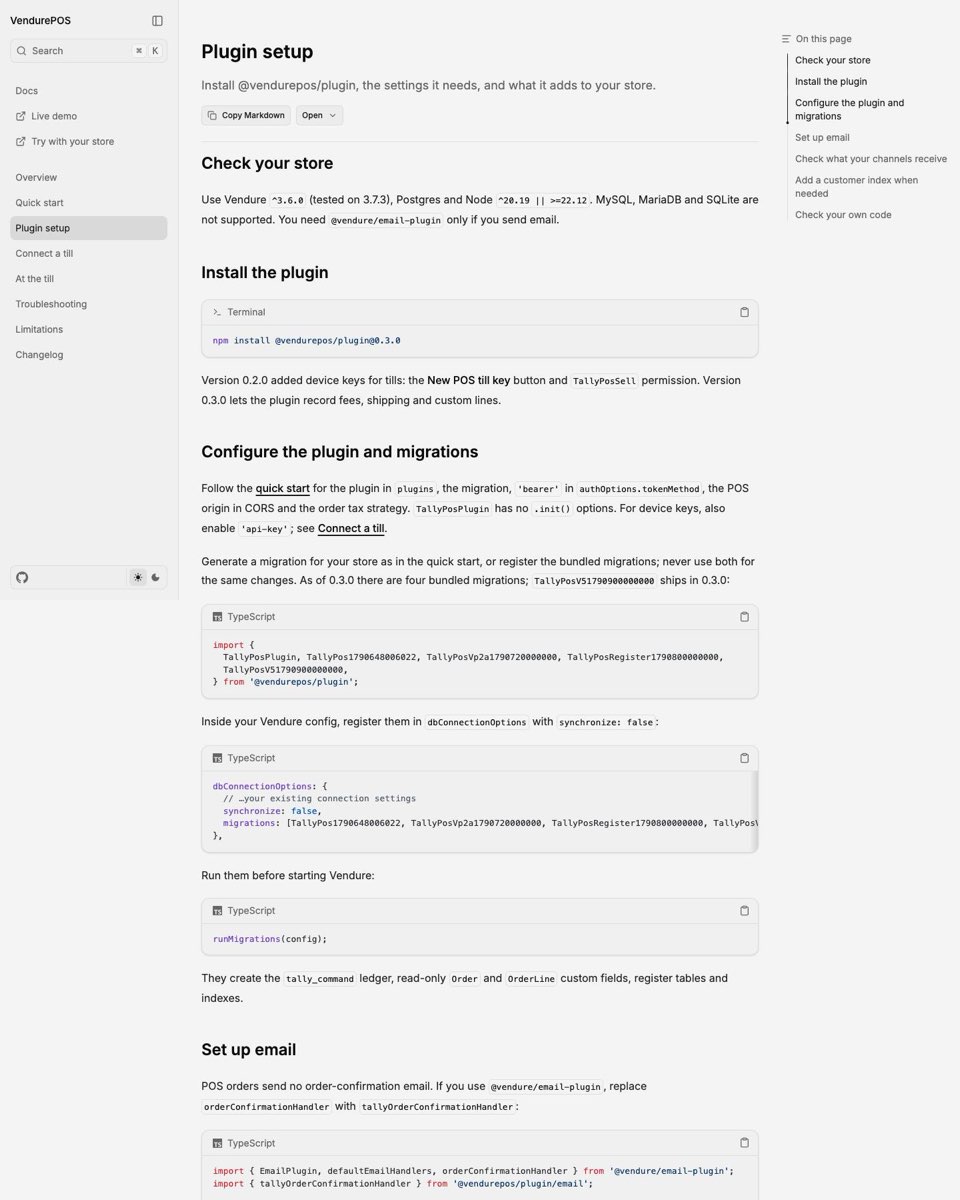 VendurePOS
Search ⌘ K
Docs
Live demo
Try with your store
Overview
Quick start
Plugin setup
Connect a till
At the till
Troubleshooting
Limitations
Changelog
Plugin setup
Install @vendurepos/plugin, the settings it needs, and what it adds to your store.
Copy Markdown
Open
Check your store
Use Vendure ^3.6.0 (tested on 3.7.3), Postgres and Node ^20.19 || >=22.12. MySQL, MariaDB and SQLite are
not supported. You need @vendure/email-plugin only if you send email.
Install the plugin
Terminal
npm install @vendurepos/plugin@0.3.0
Version 0.2.0 added device keys for tills: the New POS till key button and TallyPosSell permission. Version
0.3.0 lets the plugin record fees, shipping and custom lines.
Configure the plugin and migrations
Follow the quick start for the plugin in plugins, the migration, 'bearer' in authOptions.tokenMethod, the POS
origin in CORS and the order tax strategy. TallyPosPlugin has no .init() options. For device keys, also
enable 'api-key'; see Connect a till.
Generate a migration for your store as in the quick start, or register the bundled migrations; never use both for
the same changes. As of 0.3.0 there are four bundled migrations; TallyPosV51790900000000 ships in 0.3.0:
TypeScript
import {
TallyPosPlugin, TallyPos1790648006022, TallyPosVp2a1790720000000, TallyPosRegister1790800000000,
TallyPosV51790900000000,
} from '@vendurepos/plugin';
Inside your Vendure config, register them in dbConnectionOptions with synchronize: false:
TypeScript
dbConnectionOptions: {
// …your existing connection settings
synchronize: false,
migrations: [TallyPos1790648006022, TallyPosVp2a1790720000000, TallyPosRegister1790800000000, TallyPosV
},
Run them before starting Vendure:
TypeScript
runMigrations(config);
They create the tally_command ledger, read-only Order and OrderLine custom fields, register tables and
indexes.
Set up email
POS orders send no order-confirmation email. If you use @vendure/email-plugin, replace
orderConfirmationHandler with tallyOrderConfirmationHandler:
TypeScript
import { EmailPlugin, defaultEmailHandlers, orderConfirmationHandler } from '@vendure/email-plugin';
import { tallyOrderConfirmationHandler } from '@vendurepos/plugin/email';
On this page
Check your store
Install the plugin
Configure the plugin and
migrations
Set up email
Check what your channels receive
Add a customer index when
needed
Check your own code